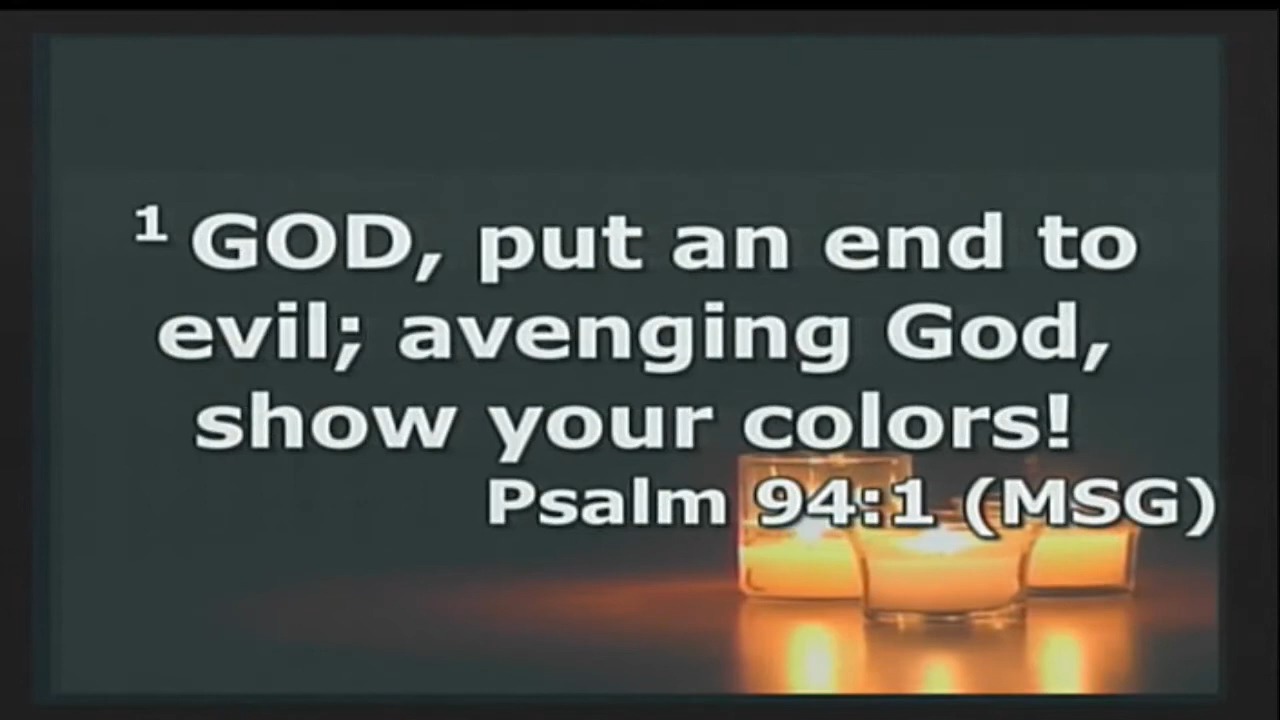 ¹ GOD, put an end to
evil; avenging God,
show your colors!
Psalm 94:1 (MSG)